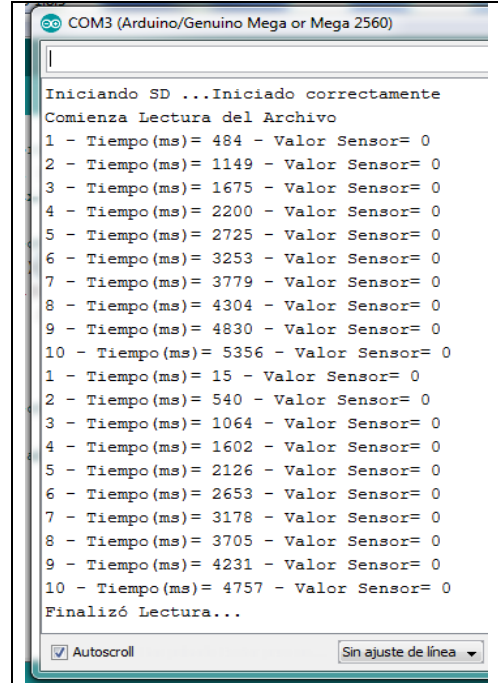 COM3 (Arduino/Genuino Mega or Mega 2560)
Iniciando SD ...Iniciado correctamente
Comienza Lectura del Archivo
1 - Tiempo(ms)= 484 - Valor Sensor= 0
2 - Tiempo(ms)= 1149 - Valor Sensor= 0
3 - Tiempo(ms)= 1675 - Valor Sensor= 0
4 - Tiempo(ms)= 2200 - Valor Sensor= 0
5 - Tiempo(ms)= 2725 - Valor Sensor= 0
6 - Tiempo(ms)= 3253 - Valor Sensor= 0
7 - Tiempo(ms)= 3779 - Valor Sensor= 0
8 - Tiempo(ms)= 4304 - Valor Sensor= 0
9 - Tiempo(ms)= 4830 - Valor Sensor= 0
10 - Tiempo(ms)= 5356 - Valor Sensor= 0
1 - Tiempo(ms)= 15 - Valor Sensor= 0
2 - Tiempo(ms)= 540 - Valor Sensor= 0
3 - Tiempo(ms)= 1064 - Valor Sensor= 0
4 - Tiempo(ms)= 1602 - Valor Sensor= 0
5 - Tiempo(ms)= 2126 - Valor Sensor= 0
6 - Tiempo(ms)= 2653 - Valor Sensor= 0
7 - Tiempo(ms)= 3178 - Valor Sensor= 0
8 - Tiempo(ms)= 3705 - Valor Sensor= 0
9 - Tiempo(ms)= 4231 - Valor Sensor= 0
10 - Tiempo(ms)= 4757 - Valor Sensor= 0
Finalizó Lectura...
Autoscroll
Sin ajuste de línea